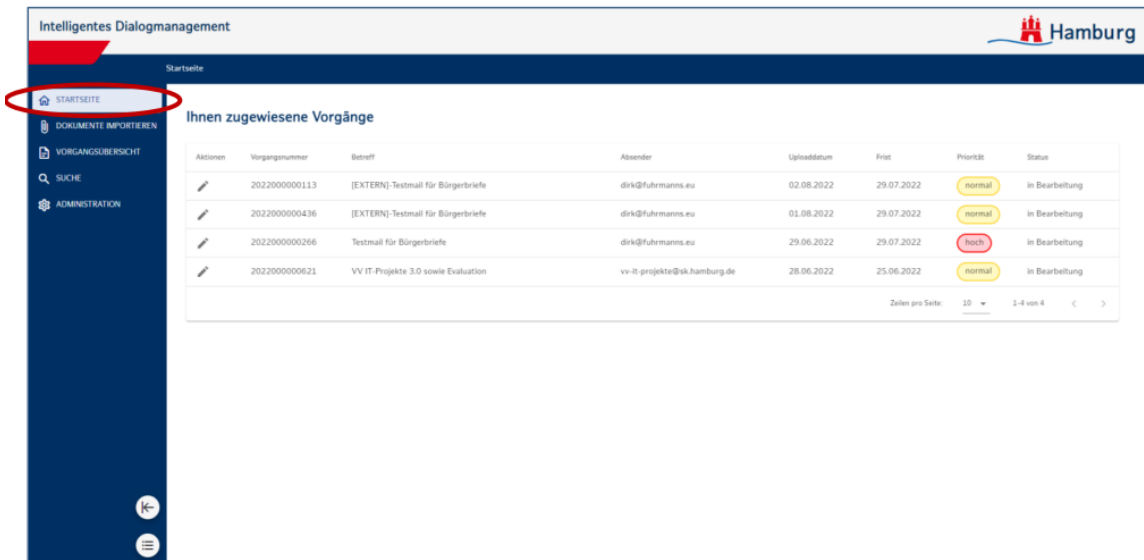 Intelligentes Dialogmanagement
Hamburg
Startseite
STARTSEITE
DOKUMENTE IMPORTIEREN
VORGANGSÜBERSICHT
SUCHE
ADMINISTRATION
Ihnen zugewiesene Vorgänge
Aktionen Vorgangsnummer Betreff Absender Uploaddatum Frist Priorität Status
2022000000113 [EXTERN]-Testmail für Bürgerbriefe dirk@fuhrmanns.eu 02.08.2022 29.07.2022 normal in Bearbeitung
2022000000436 [EXTERN]-Testmail für Bürgerbriefe dirk@fuhrmanns.eu 01.08.2022 29.07.2022 normal in Bearbeitung
2022000000266 Testmail für Bürgerbriefe dirk@fuhrmanns.eu 29.06.2022 29.07.2022 hoch in Bearbeitung
2022000000621 VV IT-Projekte 3.0 sowie Evaluation vv-it-projekte@sk.hamburg.de 28.06.2022 25.06.2022 normal in Bearbeitung
Zeilen pro Seite: 10 1-4 von 4